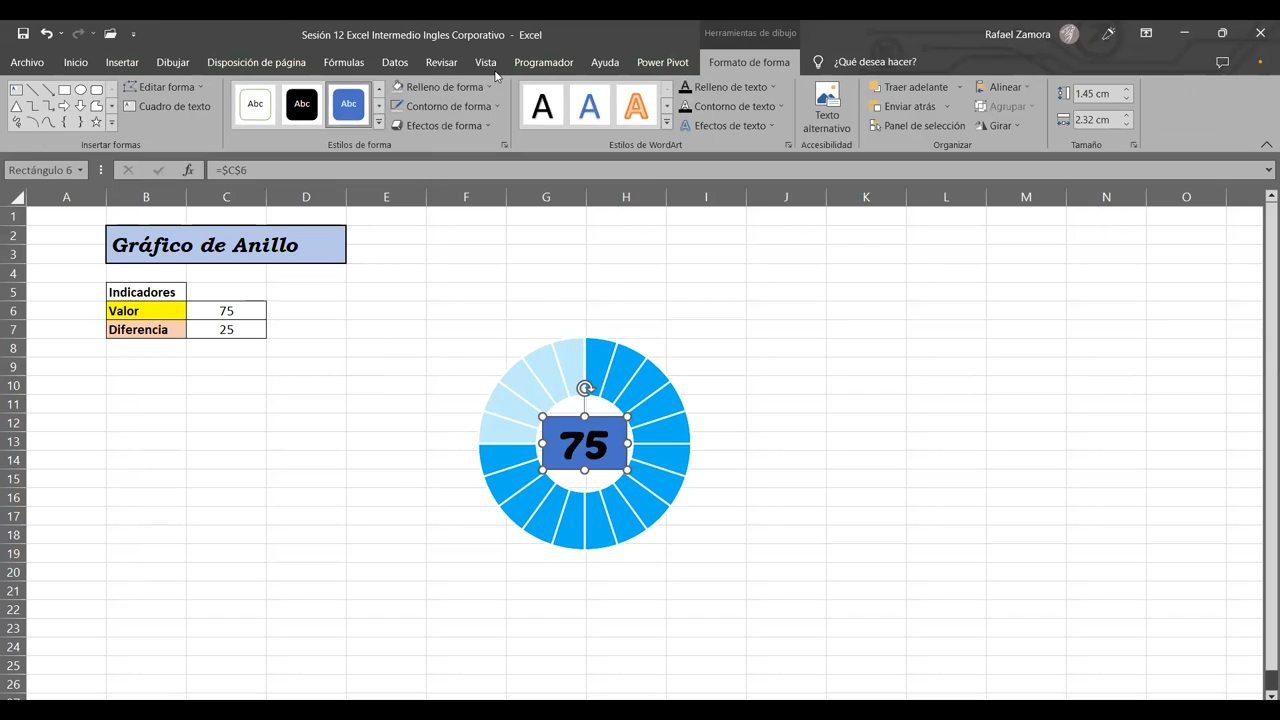 Sesión 12 Excel Intermedio Ingles Corporativo - Excel
Herramientas de dibujo
Rafael Zamora
Archivo Inicio Insertar Dibujar Disposición de página Fórmulas Datos Revisar Vista Programador Ayuda Power Pivot Formato de forma ¿Qué desea hacer?
Editar forma
Cuadro de texto
Insertar formas
Abc Abc Abc
Relleno de forma
Contorno de forma
Efectos de forma
Estilos de forma
A A A
Relleno de texto
Contorno de texto
Efectos de texto
Estilos de WordArt
Texto
alternativo
Accesibilidad
Traer adelante
Enviar atrás
Panel de selección
Alinear
Agrupar
Girar
Organizar
1.45 cm
2.32 cm
Tamaño
Rectángulo 6 fx =$C$6
A B C D E F G H I J K L M N O
1
2
3
4
5
6
7
8
9
10
11
12
13
14
15
16
17
18
19
20
21
22
23
24
25
26
Gráfico de Anillo
Indicadores
Valor 75
Diferencia 25
75